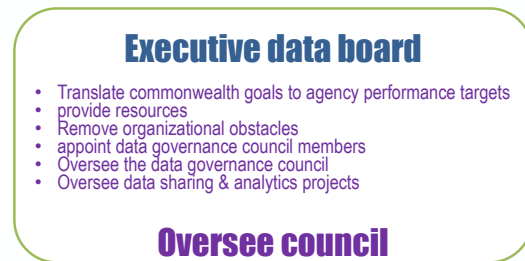 Executive data board
• Translate commonwealth goals to agency performance targets
• provide resources
• Remove organizational obstacles
• appoint data governance council members
• Oversee the data governance council
• Oversee data sharing & analytics projects
Oversee council